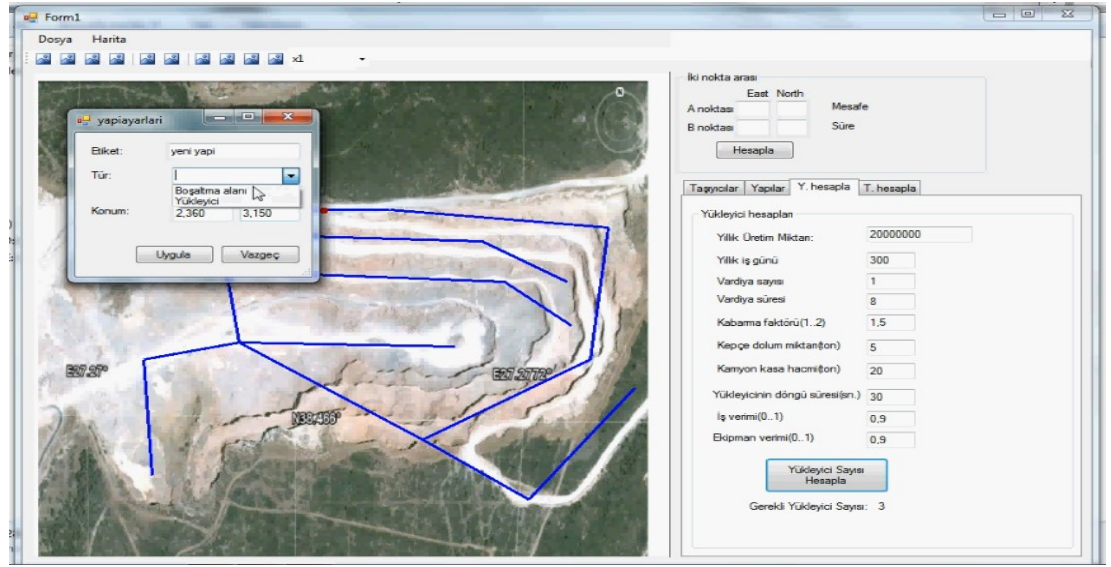 Form1
Dosya Harita
x1
yapiayarlari
Etiket: yeni yapi
Tür:
Boşaltma alanı
Yükleyici
Konum: 2,360 3,150
Uygula Vazgeç
E27.27°
E27.2772°
N38.466°
İki nokta arası
East North
A noktası Mesafe
B noktası Süre
Hesapla
Taşıyıcılar Yapılar Y. hesapla T. hesapla
Yükleyici hesapları
Yıllık Üretim Miktarı: 20000000
Yıllık iş günü 300
Vardiya sayısı 1
Vardiya süresi 8
Kabarma faktörü(1..2) 1,5
Kepçe dolum miktarı(ton) 5
Kamyon kasa hacmi(ton) 20
Yükleyicinin döngü süresi(sn.) 30
İş verimi(0..1) 0,9
Ekipman verimi(0..1) 0,9
Yükleyici Sayısı
Hesapla
Gerekli Yükleyici Sayısı: 3